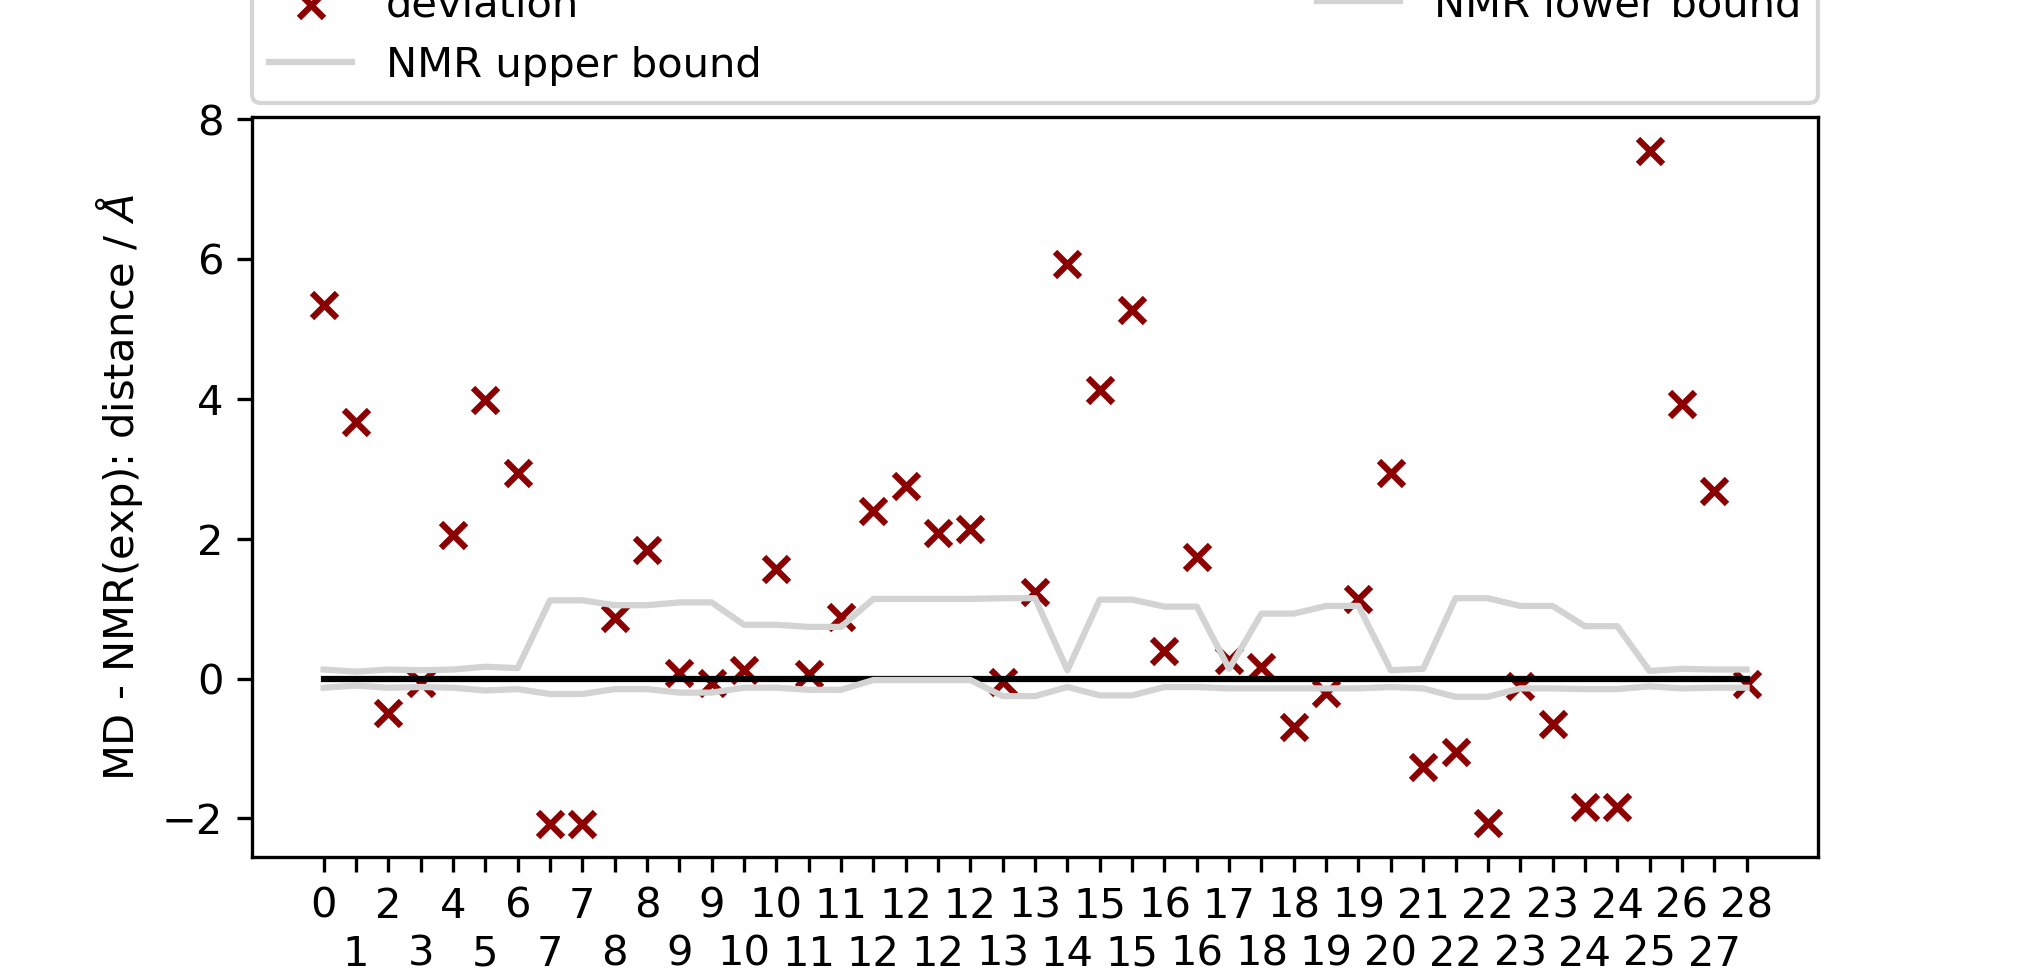 deviation
NMR lower bound
NMR upper bound
8
6
4
2
0
−2
MD - NMR(exp): distance / Å
0 2 4 6 7 8 9 10 11 12 12 13 15 16 17 18 19 21 22 23 24 26 28
1 3 5 7 8 9 10 11 12 12 13 14 15 16 18 19 20 22 23 24 25 27